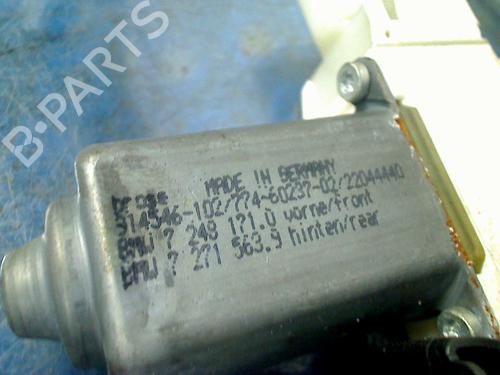 MADE IN GERMANY
Brose
514546-102/774-60237-02/22044440
BMW 7 248 171.0 vorne/front
BMW 7 271 563.9 hinten/rear
B-PARTS